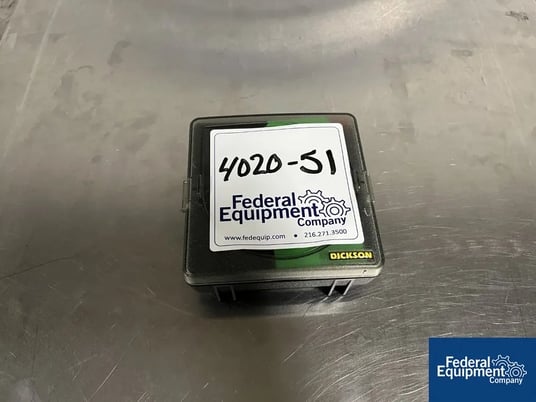 4020-51
Federal
Equipment
Company
www.fedequip.com • 216.271.3500
DICKSON
Federal
Equipment
Company